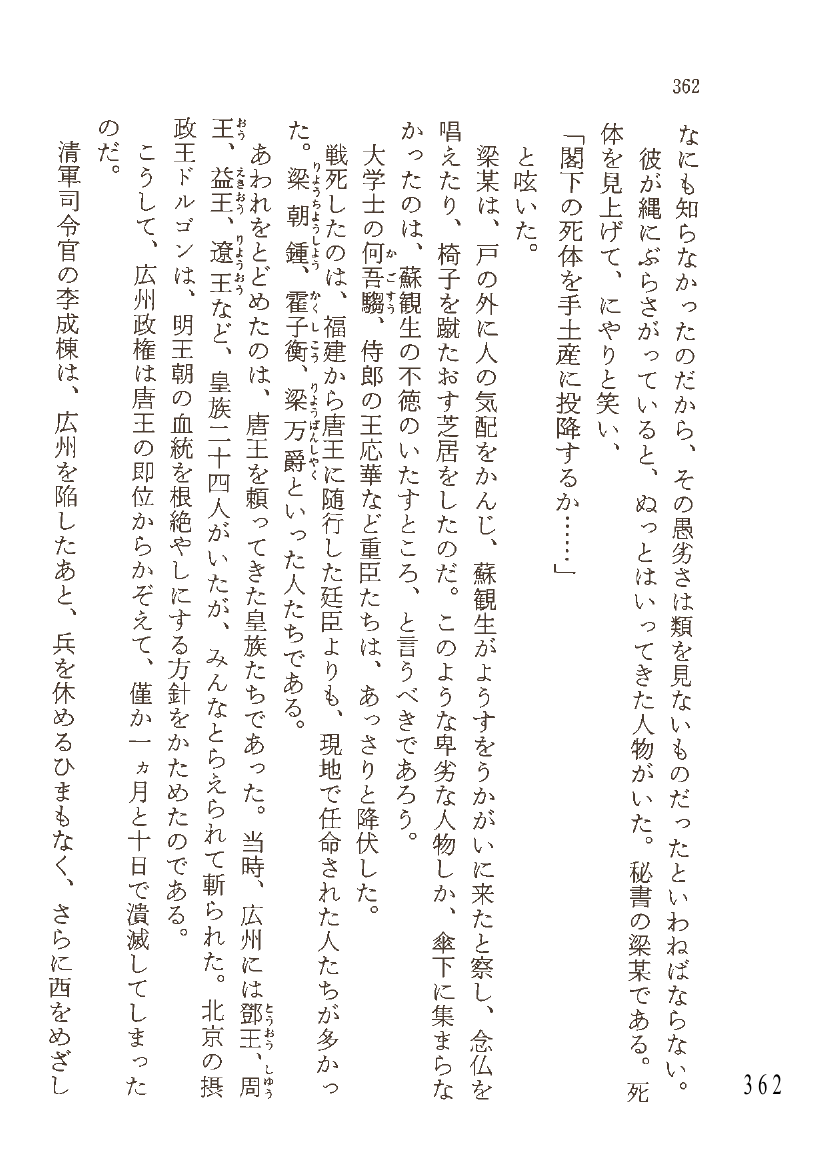 362
なにも知らなかったのだから、その愚劣さは類を見ないものだったといわねばならない。
彼が縄にぶらさがっていると、ぬっとはいってきた人物がいた。秘書の梁某である。死
体を見上げて、にやりと笑い、
「閣下の死体を手土産に投降するか……」
と呟いた。
梁某は、戸の外に人の気配をかんじ、蘇観生がようすをうかがいに来たと察し、念仏を
唱えたり、椅子を蹴たおす芝居をしたのだ。このような卑劣な人物しか、傘下に集まらな
かったのは、蘇観生の不徳のいたすところ、と言うべきであろう。
大学士の何吾騶、侍郎の王応華など重臣たちは、あっさりと降伏した。
戦死したのは、福建から唐王に随行した廷臣よりも、現地で任命された人たちが多かっ
た。梁朝鍾、霍子衡、梁万爵といった人たちである。
あわれをとどめたのは、唐王を頼ってきた皇族たちであった。当時、広州には鄧王、周
王、益王、遼王など、皇族二十四人がいたが、みんなとらえられて斬られた。北京の摂
政王ドルゴンは、明王朝の血統を根絶やしにする方針をかためたのである。
こうして、広州政権は唐王の即位からかぞえて、僅か一ヵ月と十日で潰滅してしまった
のだ。
清軍司令官の李成棟は、広州を陥したあと、兵を休めるひまもなく、さらに西をめざし
362